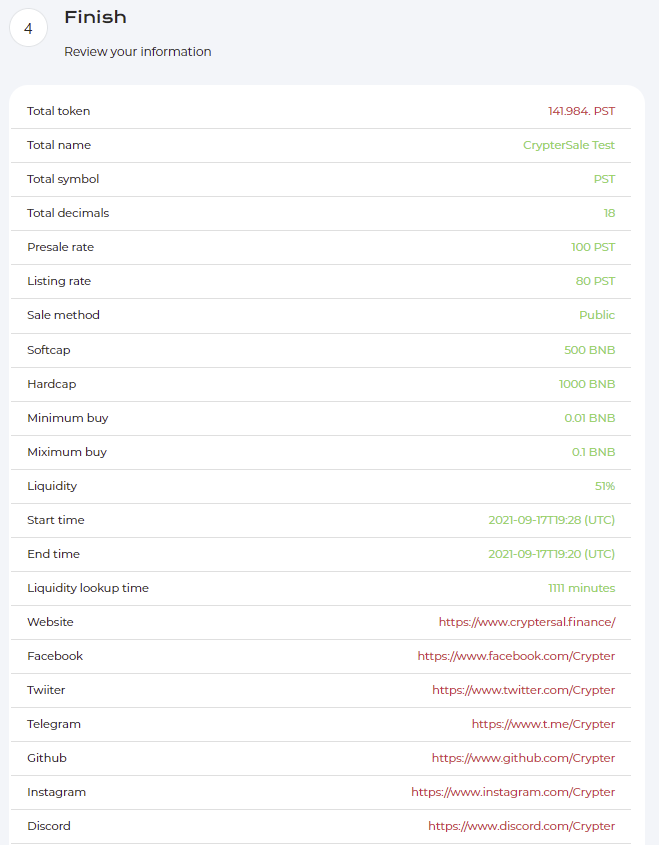 4
Finish
Review your information
Total token 141.984. PST
Total name CrypterSale Test
Total symbol PST
Total decimals 18
Presale rate 100 PST
Listing rate 80 PST
Sale method Public
Softcap 500 BNB
Hardcap 1000 BNB
Minimum buy 0.01 BNB
Miximum buy 0.1 BNB
Liquidity 51%
Start time 2021-09-17T19:28 (UTC)
End time 2021-09-17T19:20 (UTC)
Liquidity lookup time 1111 minutes
Website https://www.cryptersal.finance/
Facebook https://www.facebook.com/Crypter
Twiiter https://www.twitter.com/Crypter
Telegram https://www.t.me/Crypter
Github https://www.github.com/Crypter
Instagram https://www.instagram.com/Crypter
Discord https://www.discord.com/Crypter